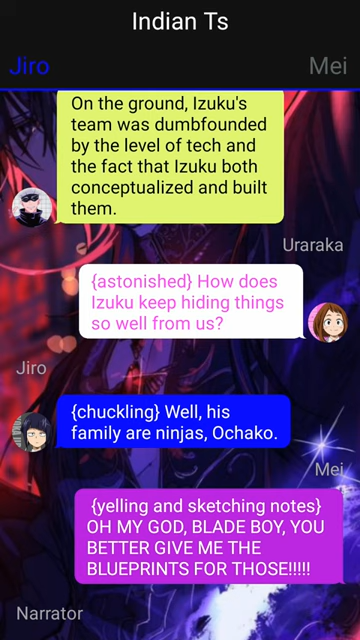 Indian Ts
Jiro
Mei
On the ground, Izuku's
team was dumbfounded
by the level of tech and
the fact that Izuku both
conceptualized and built
them.
Uraraka
{astonished} How does
Izuku keep hiding things
so well from us?
Jiro
{chuckling} Well, his
family are ninjas, Ochako.
Mei
{yelling and sketching notes}
OH MY GOD, BLADE BOY, YOU
BETTER GIVE ME THE
BLUEPRINTS FOR THOSE!!!!!
Narrator